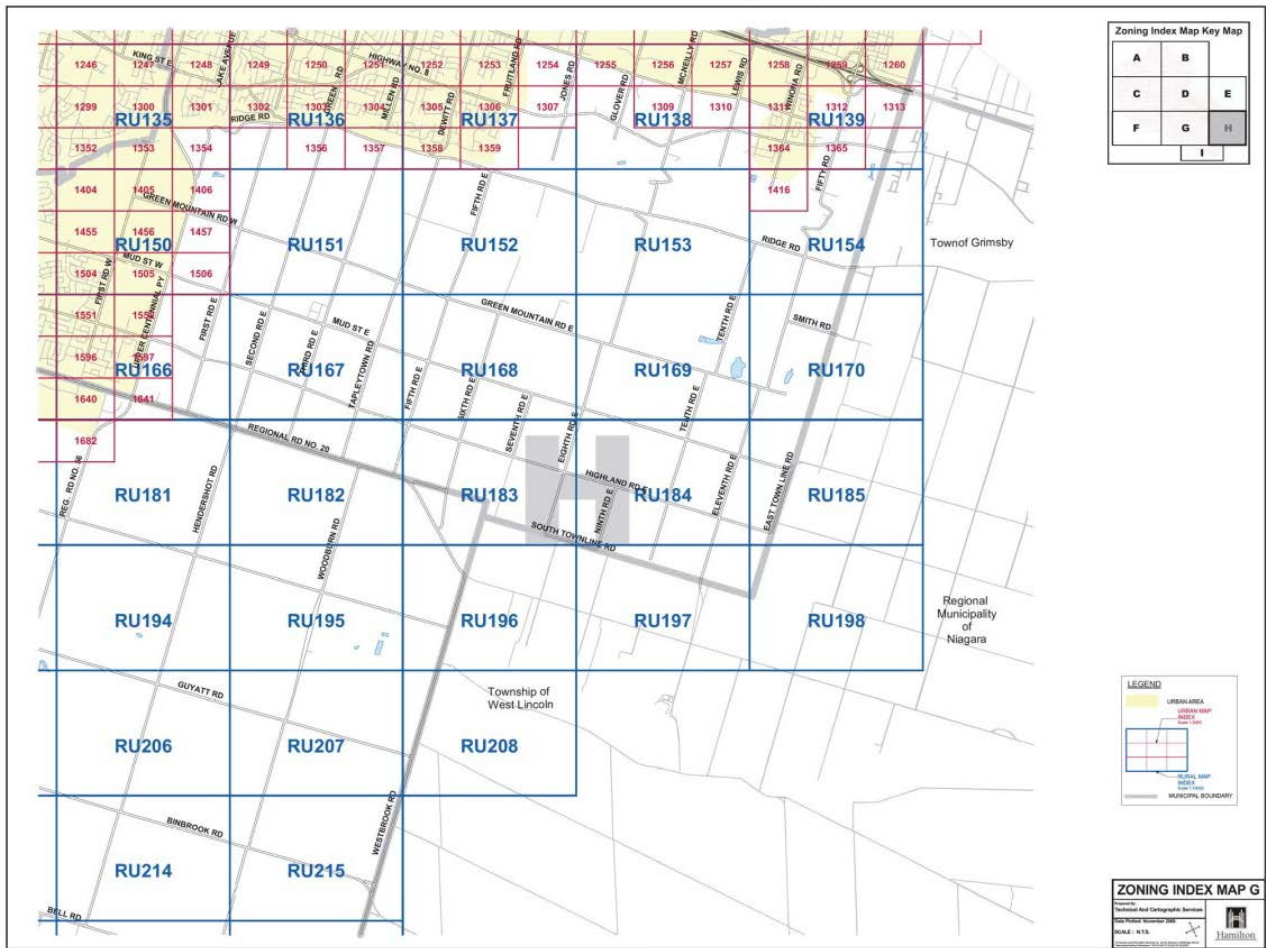 Zoning Index Map Key Map
A
B
C
D
E
F
G
H
I
KING ST E
LAKE AVENUE
HIGHWAY NO. 8
GREEN RD
MILLEN RD
DEWITT RD
FRUITLAND RD
JONES RD
GLOVER RD
MCNEILLY RD
LEWIS RD
WINONA RD
FIFTY RD
RIDGE RD
1246
1247
1248
1249
1250
1251
1252
1253
1254
1255
1256
1257
1258
1259
1260
1299
1300
1301
1302
1303
1304
1305
1306
1307
1309
1310
1311
1312
1313
RU135
RU136
RU137
RU138
RU139
1352
1353
1354
1356
1357
1358
1359
1364
1365
1404
1405
1406
1416
GREEN MOUNTAIN RD W
FIFTH RD E
1455
1456
1457
RU150
RU151
RU152
RU153
RU154
RIDGE RD
Townof Grimsby
MUD ST W
1504
1505
1506
FIRST RD W
UPPER CENTENNIAL PY
FIRST RD E
SECOND RD E
THIRD RD E
MUD ST E
TAPLEYTOWN RD
GREEN MOUNTAIN RD E
TENTH RD E
SMITH RD
1551
1552
1596
1597
RU166
RU167
RU168
RU169
RU170
FIFTH RD E
SIXTH RD E
SEVENTH RD E
EIGHTH RD E
TENTH RD E
1640
1641
1682
REGIONAL RD NO. 20
REG. RD NO. 56
HENDERSHOT RD
WOODBURN RD
H
HIGHLAND RD E
NINTH RD E
ELEVENTH RD E
EAST TOWN LINE RD
SOUTH TOWNLINE RD
RU181
RU182
RU183
RU184
RU185
RU194
RU195
RU196
RU197
RU198
Regional
Municipality
of
Niagara
GUYATT RD
Township of
West Lincoln
RU206
RU207
RU208
BINBROOK RD
WESTBROOK RD
RU214
RU215
BELL RD
LEGEND
URBAN AREA
URBAN MAP
INDEX
RURAL MAP
INDEX
MUNICIPAL BOUNDARY
ZONING INDEX MAP G
Prepared By:
Technical And Cartographic Services
SCALE : N.T.S.
Hamilton